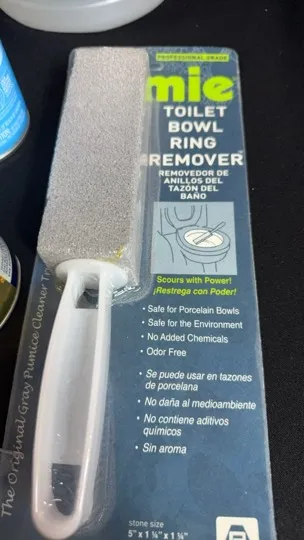 PROFESSIONAL GRADE
mie
TOILET
BOWL
RING
REMOVER
REMOVEDOR DE
ANILLOS DEL
TAZÓN DEL
BAÑO
Scours with Power!
¡Restrega con Poder!
• Safe for Porcelain Bowls
• Safe for the Environment
• No Added Chemicals
• Odor Free
• Se puede usar en tazones
de porcelana
• No daña al medioambiente
• No contiene aditivos
químicos
• Sin aroma
stone size
5" x 1 ¼" x 1 ¼"
The Original Gray Pumice Cleaner